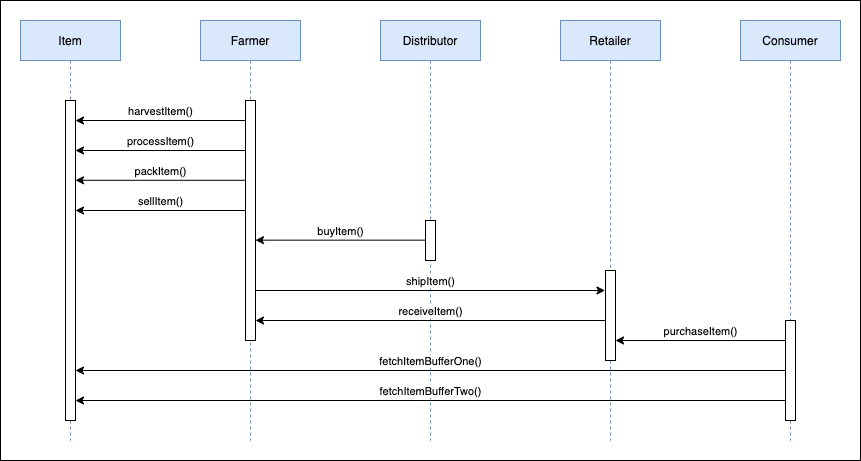 Item
Farmer
Distributor
Retailer
Consumer
harvestItem()
processItem()
packItem()
sellItem()
buyItem()
shipItem()
receiveItem()
purchaseItem()
fetchItemBufferOne()
fetchItemBufferTwo()